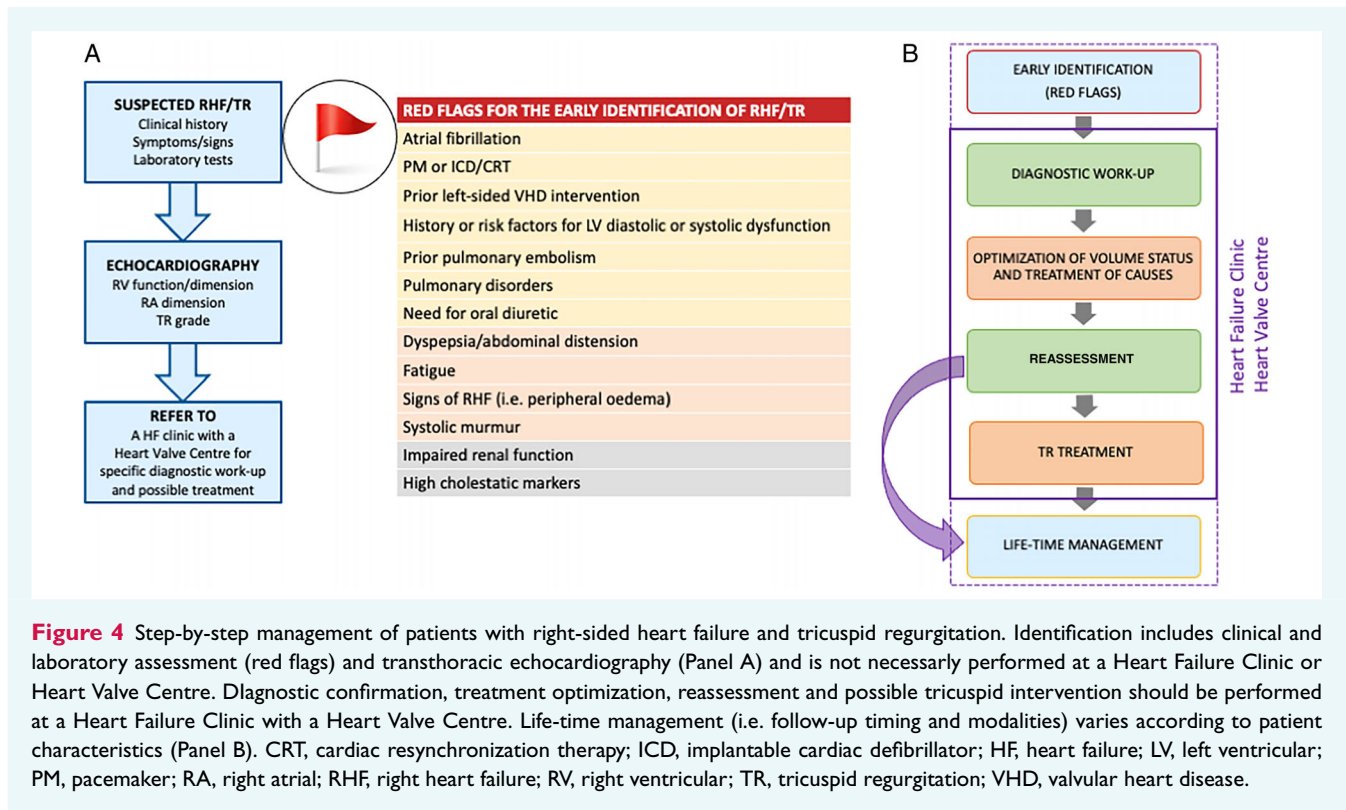 A
SUSPECTED RHF/TR
Clinical history
Symptoms/signs
Laboratory tests
ECHOCARDIOGRAPHY
RV function/dimension
RA dimension
TR grade
REFER TO
A HF clinic with a
Heart Valve Centre for
specific diagnostic work-up
and possible treatment
RED FLAGS FOR THE EARLY IDENTIFICATION OF RHF/TR
Atrial fibrillation
PM or ICD/CRT
Prior left-sided VHD intervention
History or risk factors for LV diastolic or systolic dysfunction
Prior pulmonary embolism
Pulmonary disorders
Need for oral diuretic
Dyspepsia/abdominal distension
Fatigue
Signs of RHF (i.e. peripheral oedema)
Systolic murmur
Impaired renal function
High cholestatic markers
B
EARLY IDENTIFICATION
(RED FLAGS)
DIAGNOSTIC WORK-UP
OPTIMIZATION OF VOLUME STATUS
AND TREATMENT OF CAUSES
REASSESSMENT
TR TREATMENT
LIFE-TIME MANAGEMENT
Heart Failure Clinic
Heart Valve Centre
Figure 4 Step-by-step management of patients with right-sided heart failure and tricuspid regurgitation. Identification includes clinical and
laboratory assessment (red flags) and transthoracic echocardiography (Panel A) and is not necessarly performed at a Heart Failure Clinic or
Heart Valve Centre. DIagnostic confirmation, treatment optimization, reassessment and possible tricuspid intervention should be performed
at a Heart Failure Clinic with a Heart Valve Centre. Life-time management (i.e. follow-up timing and modalities) varies according to patient
characteristics (Panel B). CRT, cardiac resynchronization therapy; ICD, implantable cardiac defibrillator; HF, heart failure; LV, left ventricular;
PM, pacemaker; RA, right atrial; RHF, right heart failure; RV, right ventricular; TR, tricuspid regurgitation; VHD, valvular heart disease.